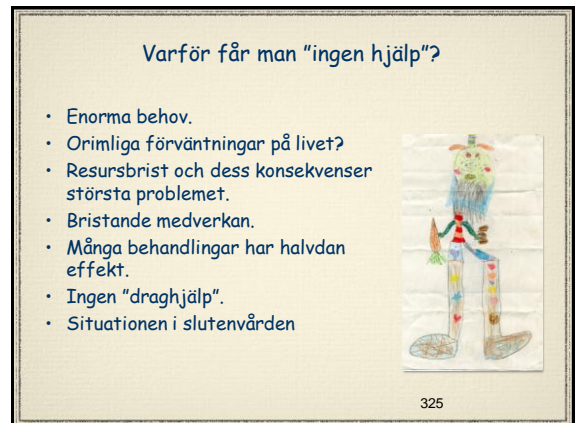 Varför får man ”ingen hjälp”?
• Enorma behov.
• Orimliga förväntningar på livet?
• Resursbrist och dess konsekvenser
största problemet.
• Bristande medverkan.
• Många behandlingar har halvdan
effekt.
• Ingen ”draghjälp”.
• Situationen i slutenvården
325